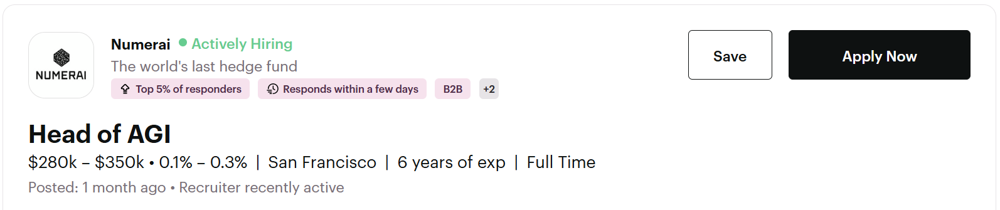 NUMERAI
Numerai Actively Hiring
The world's last hedge fund
Top 5% of responders Responds within a few days B2B +2
Save
Apply Now
Head of AGI
$280k – $350k • 0.1% – 0.3% | San Francisco | 6 years of exp | Full Time
Posted: 1 month ago • Recruiter recently active